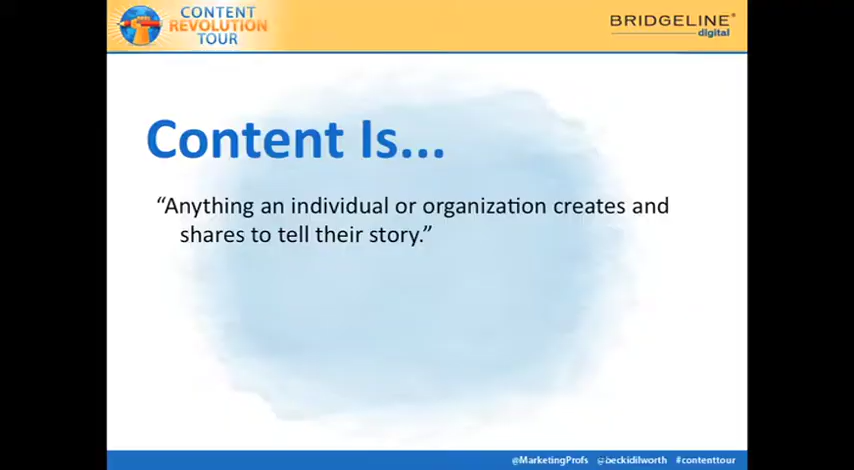 CONTENT
REVOLUTION
TOUR
BRIDGELINE®
digital
Content Is...
“Anything an individual or organization creates and
shares to tell their story.”
@MarketingProfs @beckidilworth #contenttour